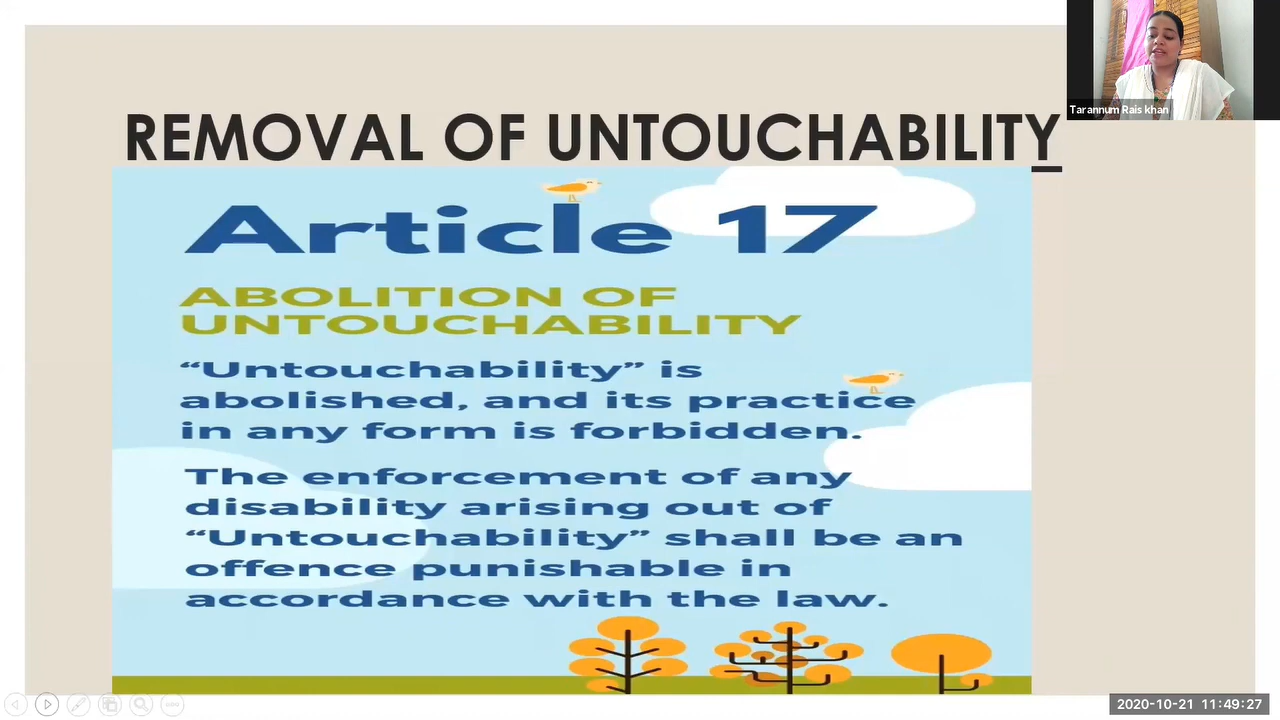 Tarannum Rais khan
REMOVAL OF UNTOUCHABILITY
Article 17
ABOLITION OF
UNTOUCHABILITY
“Untouchability” is
abolished, and its practice
in any form is forbidden.
The enforcement of any
disability arising out of
“Untouchability” shall be an
offence punishable in
accordance with the law.
2020-10-21 11:49:27